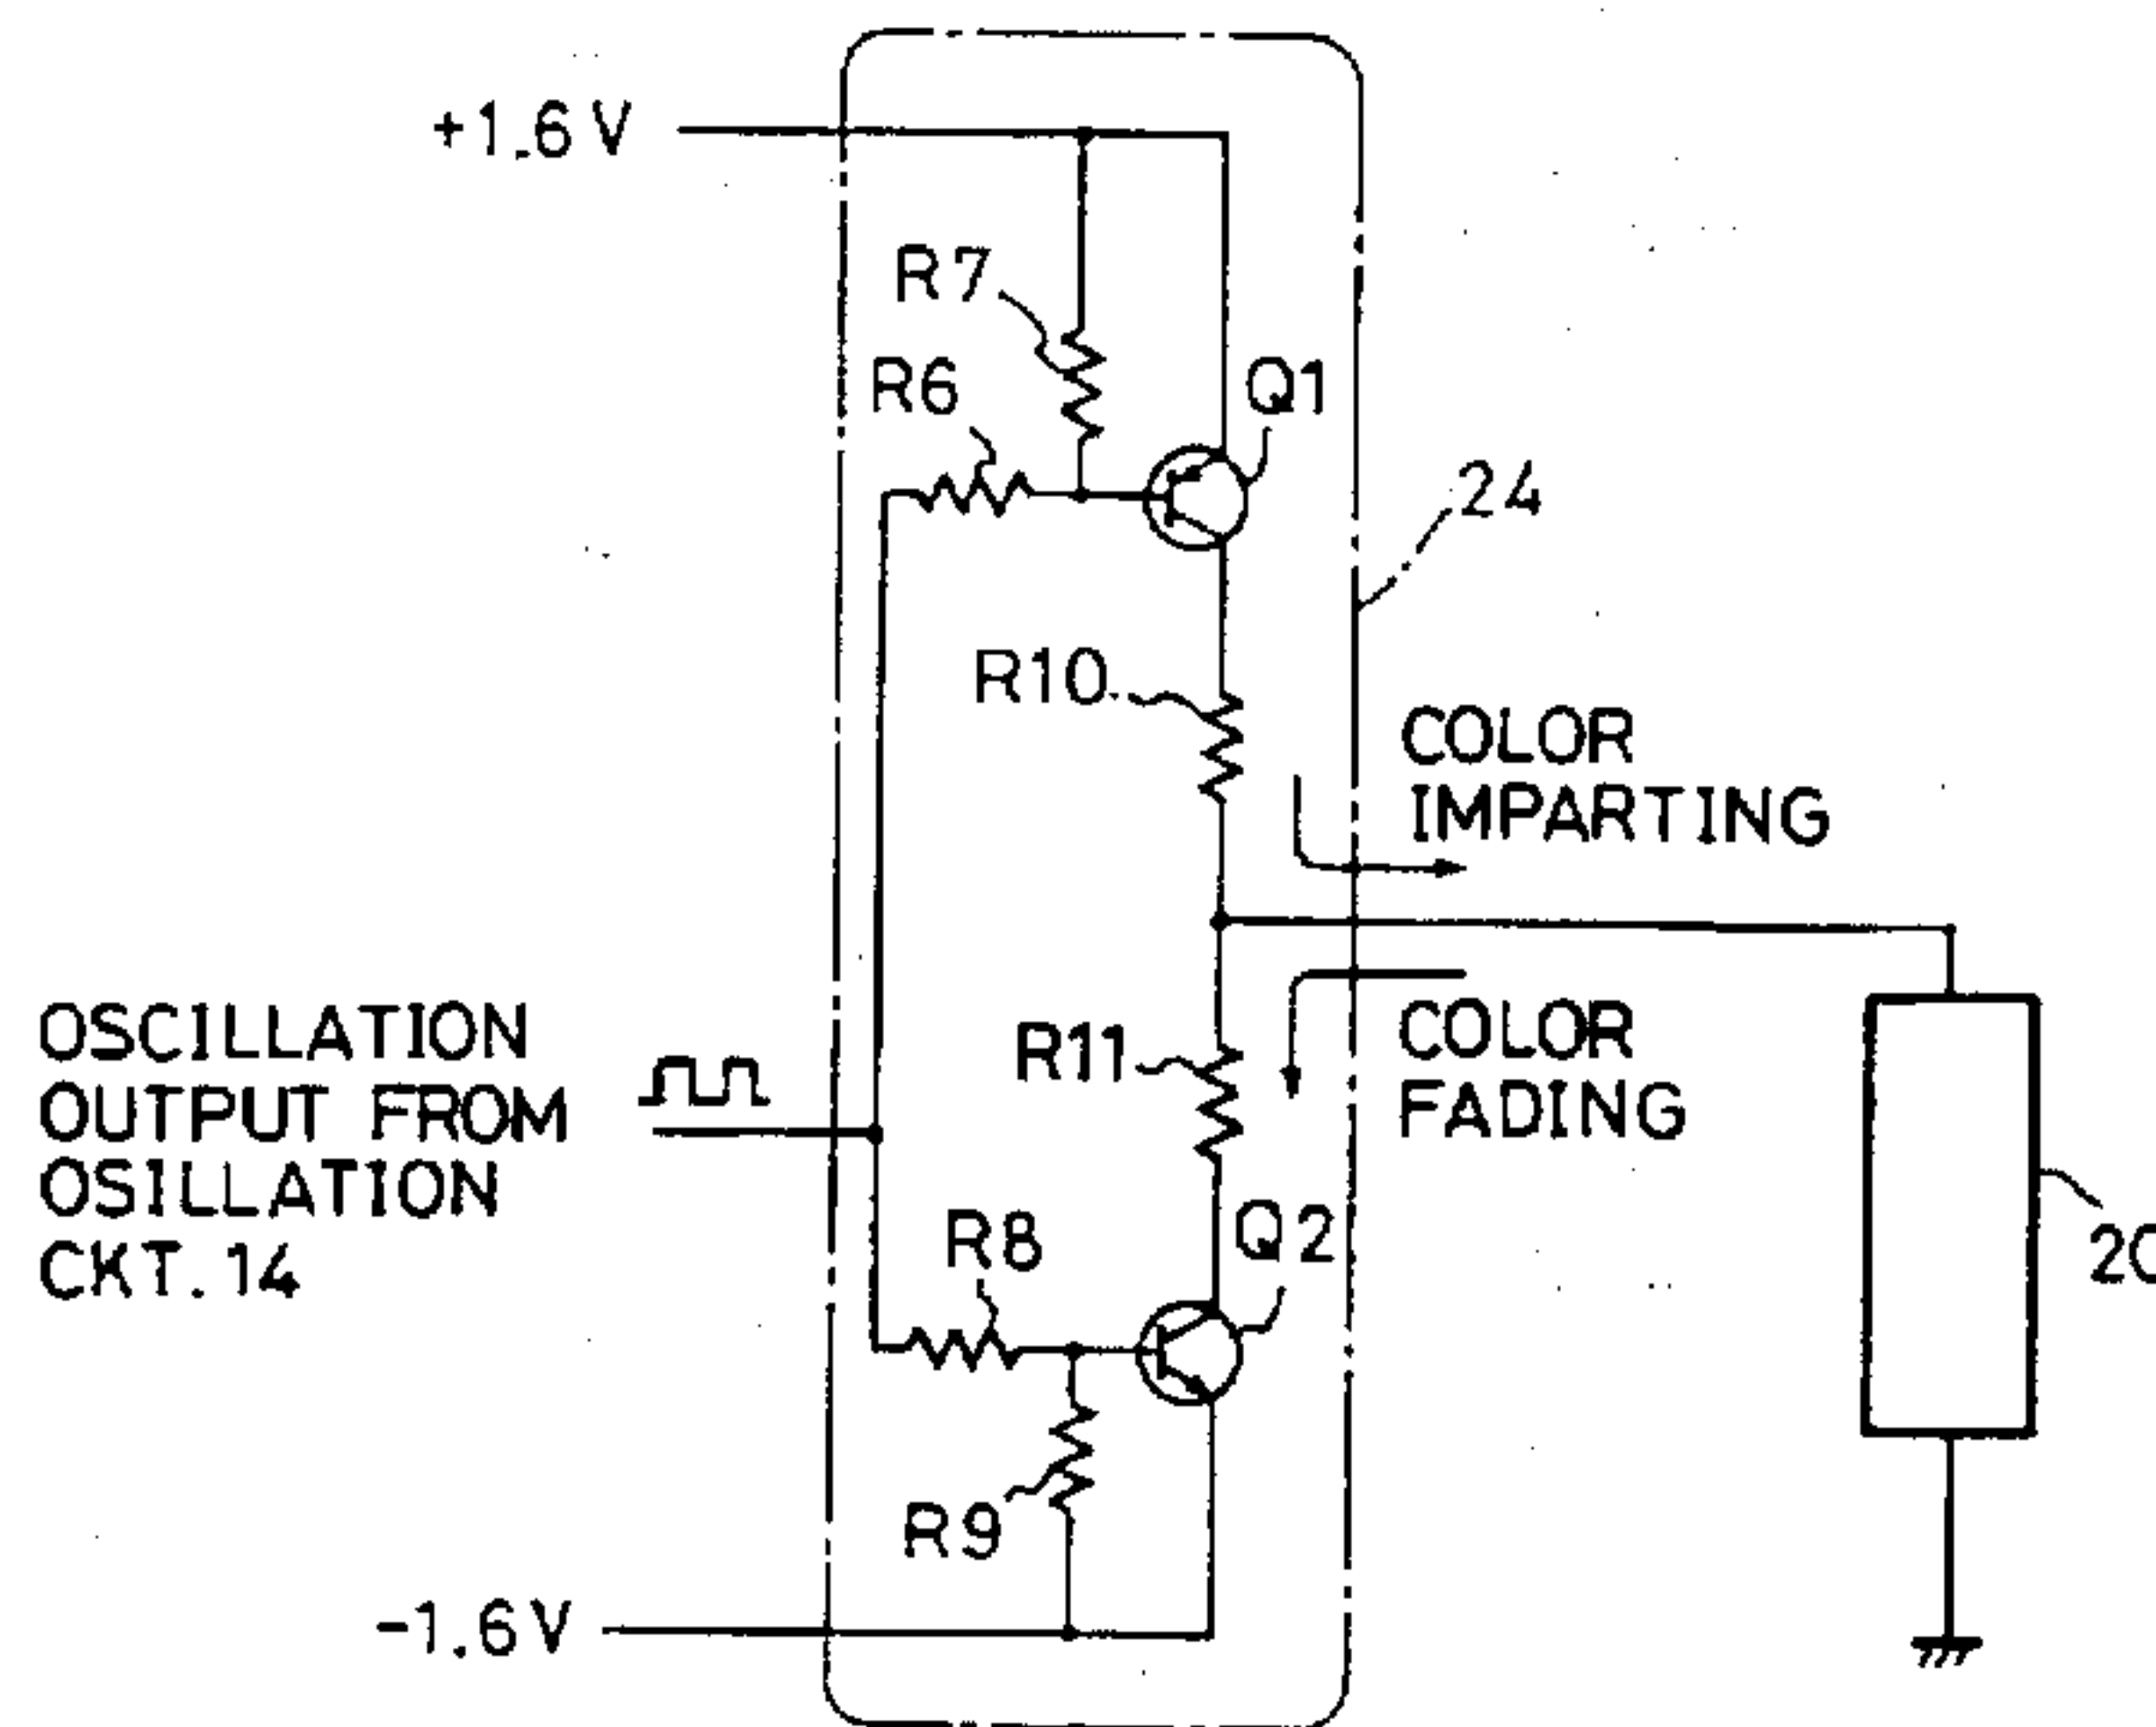 +1.6V
R7
R6
Q1
24
R10
COLOR
IMPARTING
OSCILLATION
OUTPUT FROM
OSILLATION
CKT.14
R11
COLOR
FADING
R8
Q2
R9
-1.6V